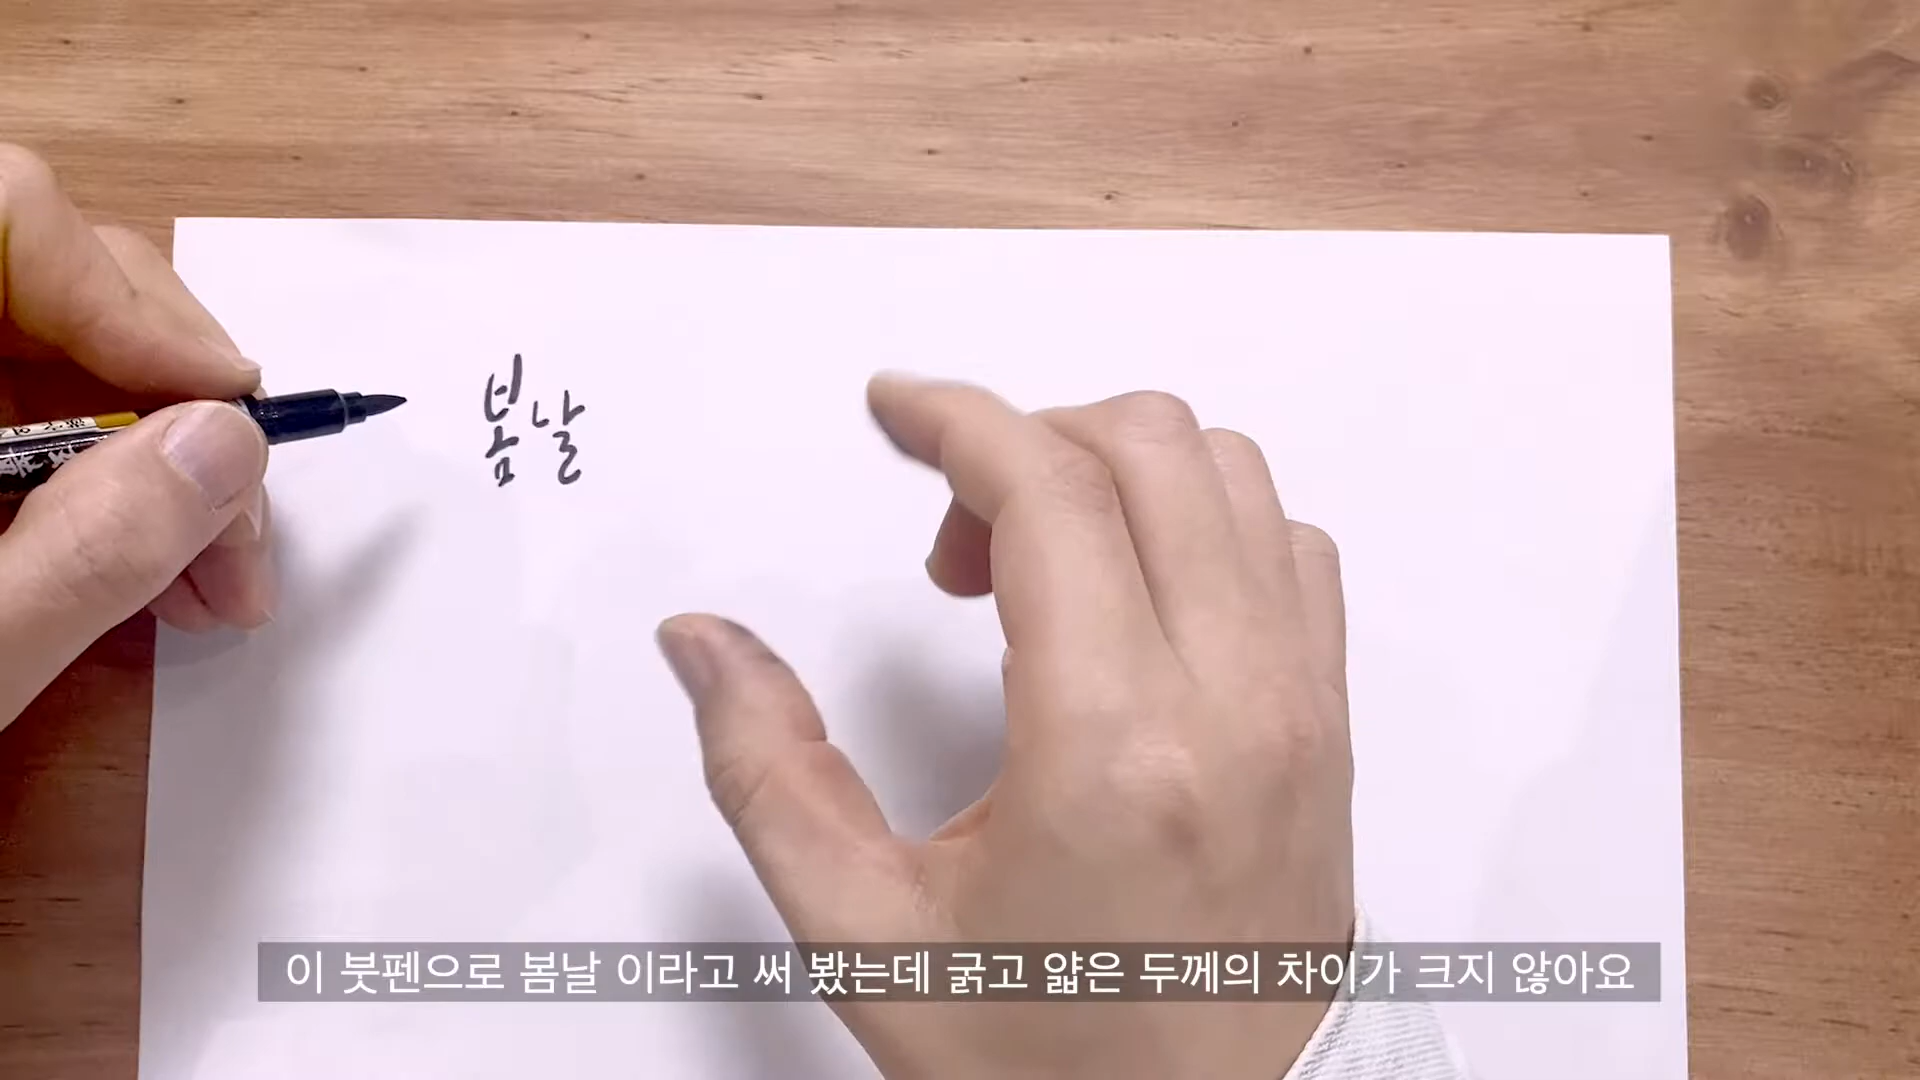 봄날
이 붓펜으로 봄날 이라고 써 봤는데 굵고 얇은 두께의 차이가 크지 않아요